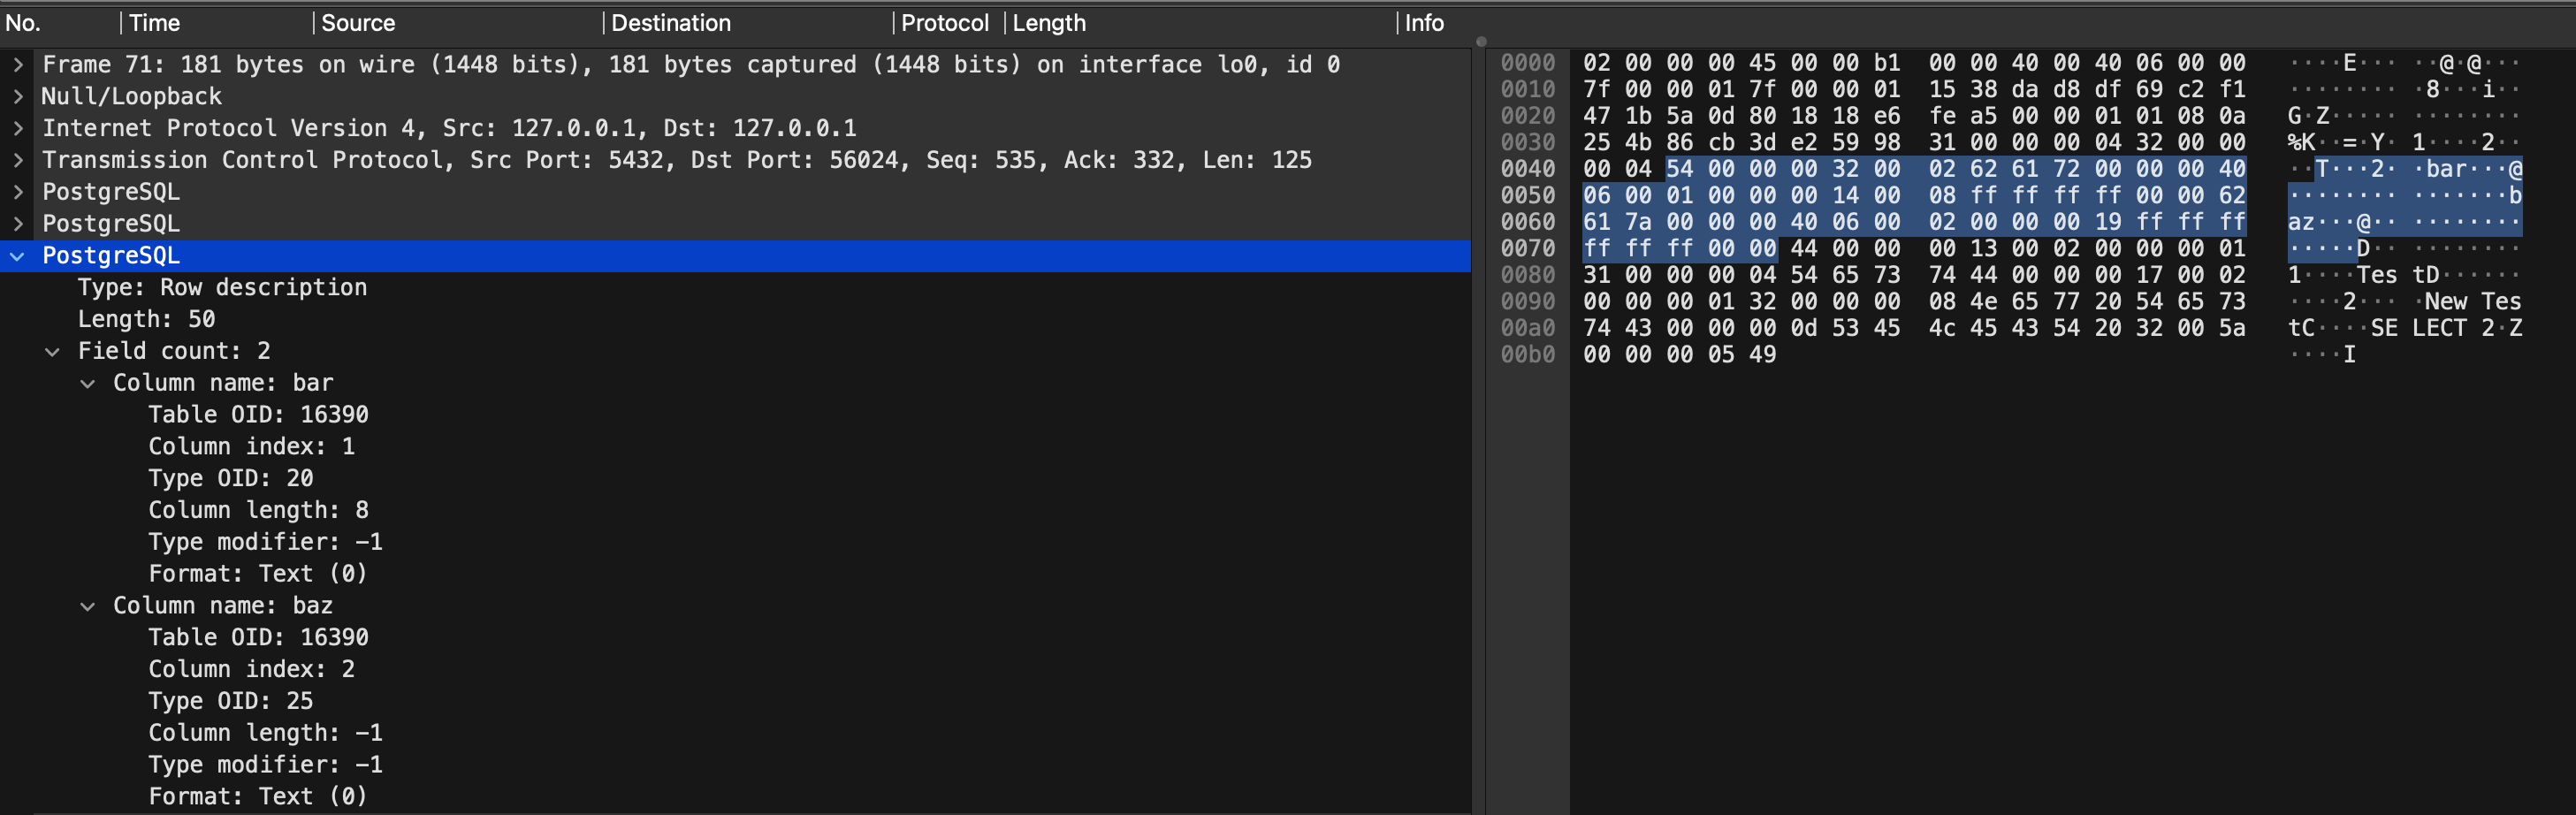 No. Time Source Destination Protocol Length Info
Frame 71: 181 bytes on wire (1448 bits), 181 bytes captured (1448 bits) on interface lo0, id 0
Null/Loopback
Internet Protocol Version 4, Src: 127.0.0.1, Dst: 127.0.0.1
Transmission Control Protocol, Src Port: 5432, Dst Port: 56024, Seq: 535, Ack: 332, Len: 125
PostgreSQL
PostgreSQL
PostgreSQL
Type: Row description
Length: 50
Field count: 2
Column name: bar
Table OID: 16390
Column index: 1
Type OID: 20
Column length: 8
Type modifier: -1
Format: Text (0)
Column name: baz
Table OID: 16390
Column index: 2
Type OID: 25
Column length: -1
Type modifier: -1
Format: Text (0)
0000 02 00 00 00 45 00 00 b1 00 00 40 00 40 06 00 00 ····E··· ··@·@···
0010 7f 00 00 01 7f 00 00 01 15 38 da d8 df 69 c2 f1 ········ ·8···i··
0020 47 1b 5a 0d 80 18 18 e6 fe a5 00 00 01 01 08 0a G·Z····· ········
0030 25 4b 86 cb 3d e2 59 98 31 00 00 00 04 32 00 00 %K··=·Y· 1····2··
0040 00 04 54 00 00 00 32 00 02 62 61 72 00 00 00 40 ··T···2· ·bar···@
0050 06 00 01 00 00 00 14 00 08 ff ff ff ff 00 00 62 ········ ·······b
0060 61 7a 00 00 00 40 06 00 02 00 00 00 19 ff ff ff az···@·· ········
0070 ff ff ff 00 00 44 00 00 00 13 00 02 00 00 00 01 ·····D·· ········
0080 31 00 00 00 04 54 65 73 74 44 00 00 00 17 00 02 1····Tes tD······
0090 00 00 00 01 32 00 00 00 08 4e 65 77 20 54 65 73 ····2··· ·New Tes
00a0 74 43 00 00 00 0d 53 45 4c 45 43 54 20 32 00 5a tC····SE LECT 2·Z
00b0 00 00 00 05 49 ····I